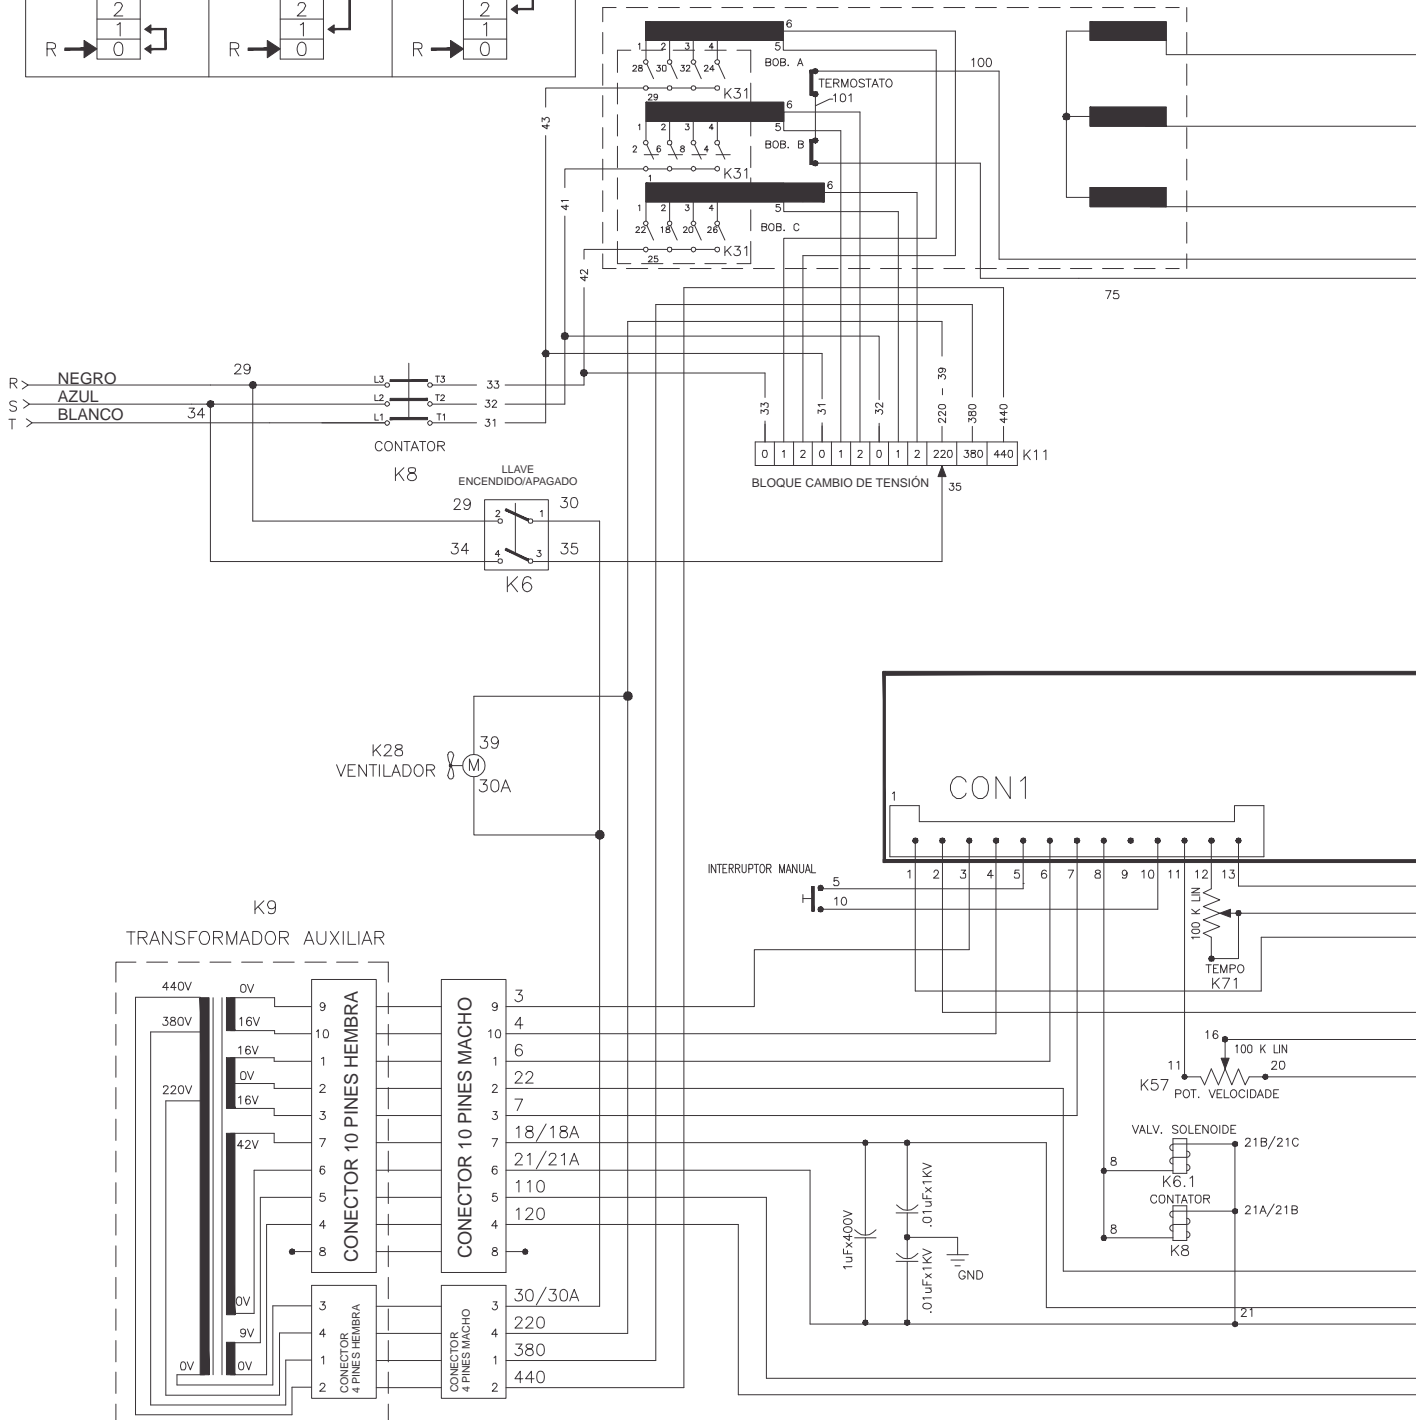 2 2 2
1 1 1
R 0 R 0 R 0
6
1 2 3 4 5
BOB. A
28 30 32 24
K31
29
100
TERMOSTATO
101
6
1 2 3 4 5
BOB. B
2 6 8 4
K31
1
6
1 2 3 4 5
BOB. C
22 18 20 26
K31
25
43
41
42
75
R NEGRO 29 L3 T3 33
S AZUL 34 L2 T2 32
T BLANCO L1 T1 31
CONTATOR
K8
33 31 32 220 - 39 380 440
0 1 2 0 1 2 0 1 2 220 380 440 K11
BLOQUE CAMBIO DE TENSIÓN 35
LLAVE
ENCENDIDO/APAGADO
29 2 1 30
34 4 3 35
K6
K28
VENTILADOR
39
M
30A
CON1
1
1 2 3 4 5 6 7 8 9 10 11 12 13
INTERRUPTOR MANUAL
5
10
100 K LIN
TEMPO
K71
16
100 K LIN
11 20
K57
POT. VELOCIDADE
VALV. SOLENOIDE
21B/21C
8
K6.1
CONTATOR
21A/21B
8
K8
21
K9
TRANSFORMADOR AUXILIAR
440V 0V
380V 16V
16V
0V
220V 16V
42V
0V
9V
0V 0V
CONECTOR 10 PINES HEMBRA
9
10
1
2
3
7
6
5
4
8
CONECTOR 10 PINES MACHO
9 3
10 4
1 6
2 22
3 7
7 18/18A
6 21/21A
5 110
4 120
8
CONECTOR
4 PINES HEMBRA
3
4
1
2
CONECTOR
4 PINES MACHO
3 30/30A
4 220
1 380
2 440
1uFx400V
.01uFx1KV
.01uFx1KV
GND